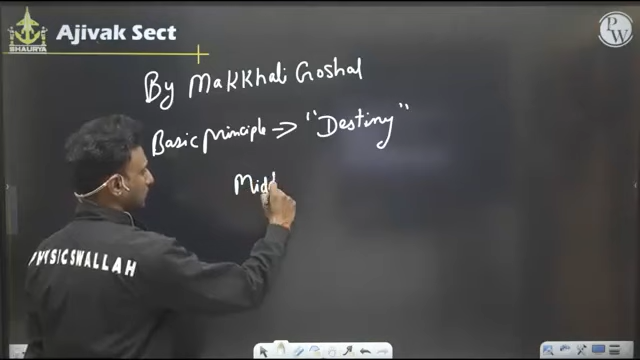 SHAURYA
Ajivak Sect
PW
By Makkhali Goshal
Basic Principle => "Destiny"
Midd
PHYSICSWALLAH